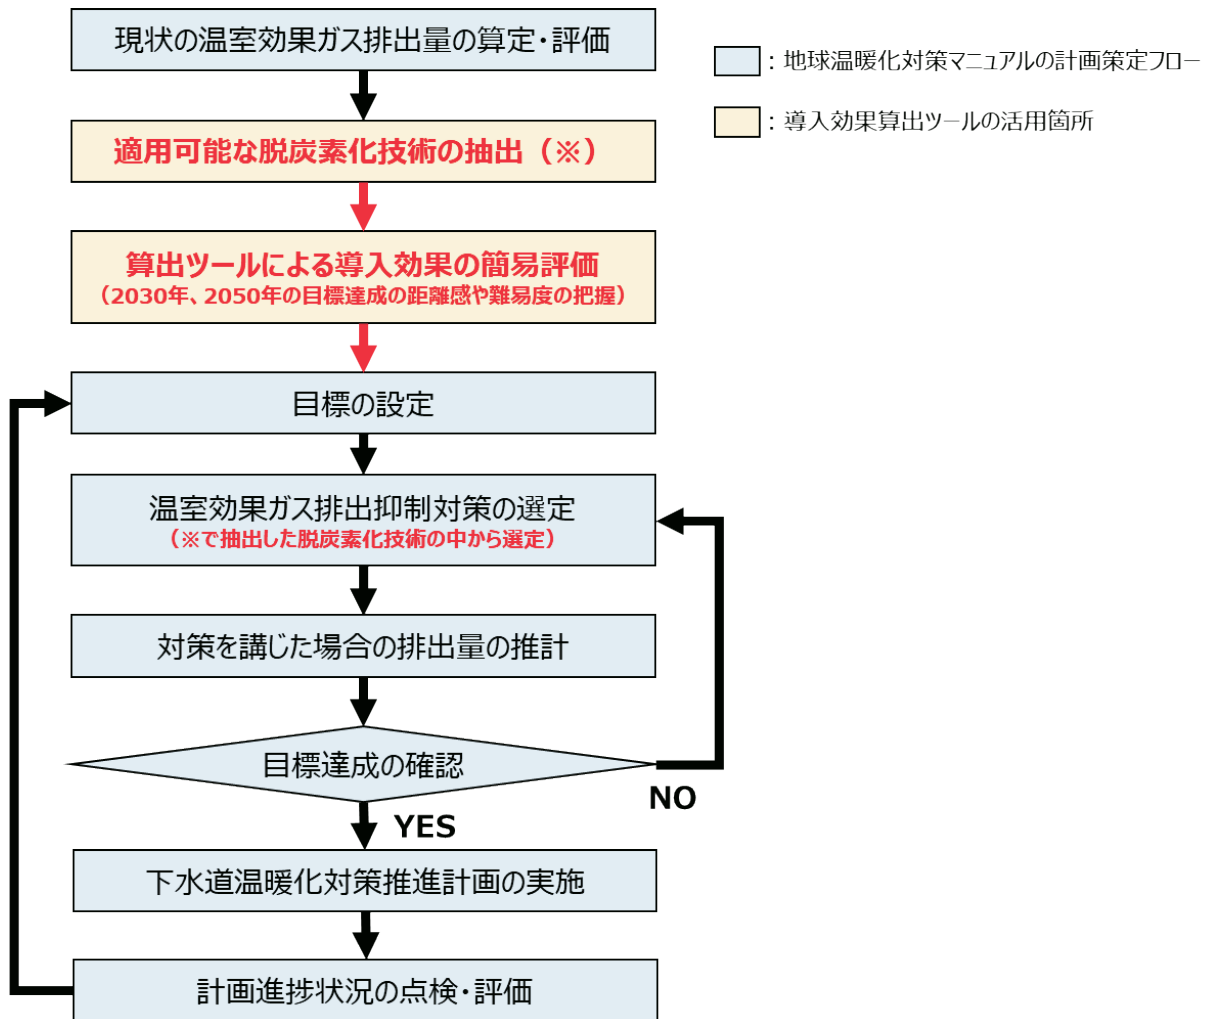 現状の温室効果ガス排出量の算定・評価
：地球温暖化対策マニュアルの計画策定フロー
：導入効果算出ツールの活用箇所
適用可能な脱炭素化技術の抽出（※）
算出ツールによる導入効果の簡易評価
（2030年、2050年の目標達成の距離感や難易度の把握）
目標の設定
温室効果ガス排出抑制対策の選定
（※で抽出した脱炭素化技術の中から選定）
対策を講じた場合の排出量の推計
目標達成の確認
NO
YES
下水道温暖化対策推進計画の実施
計画進捗状況の点検・評価